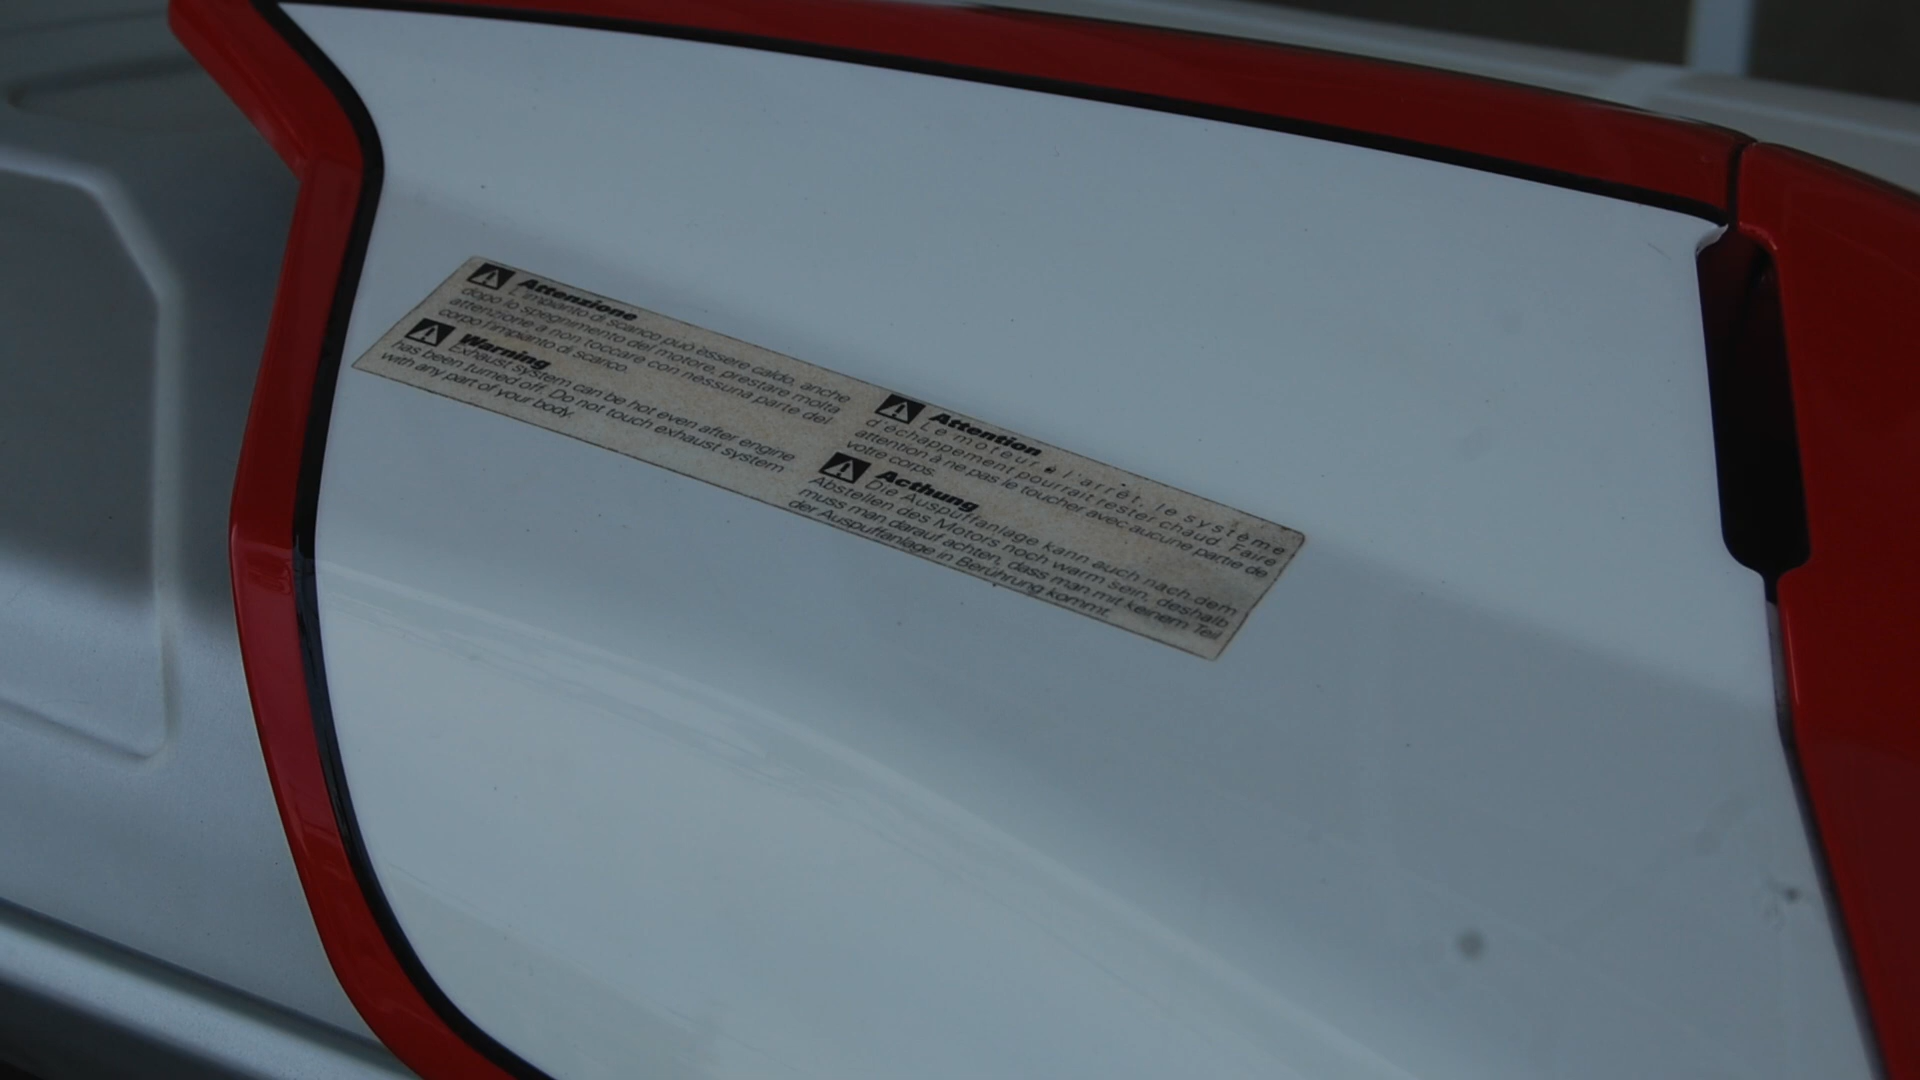 Attenzione
L'impianto di scarico può essere caldo, anche
dopo lo spegnimento del motore, prestare molta
attenzione a non toccare con nessuna parte del
corpo l'impianto di scarico.
Warning
Exhaust system can be hot even after engine
has been turned off. Do not touch exhaust system
with any part of your body.
Attention
Le moteur à l'arrêt, le système
d'échappement pourrait rester chaud. Faire
attention à ne pas le toucher avec aucune partie de
votre corps.
Acthung
Die Auspuffanlage kann auch nach dem
Abstellen des Motors noch warm sein, deshalb
muss man darauf achten, dass man mit keinem Teil
der Auspuffanlage in Berührung kommt.